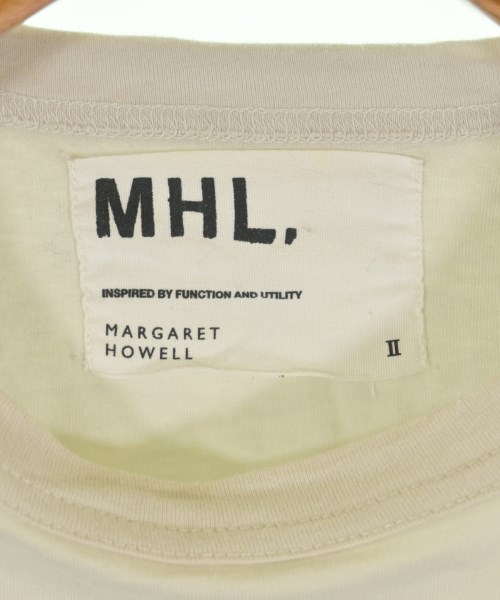 MHL.
INSPIRED BY FUNCTION AND UTILITY
MARGARET
HOWELL
II